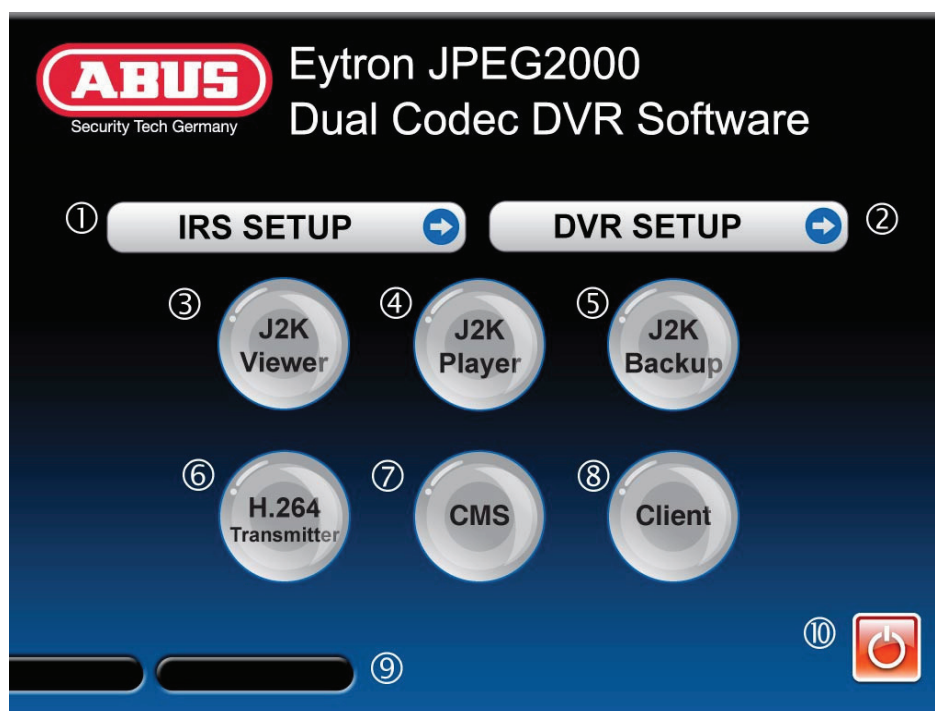 ABUS
Security Tech Germany
Eytron JPEG2000
Dual Codec DVR Software
① IRS SETUP DVR SETUP ②
③ J2K Viewer
④ J2K Player
⑤ J2K Backup
⑥ H.264 Transmitter
⑦ CMS
⑧ Client
⑨
⑩